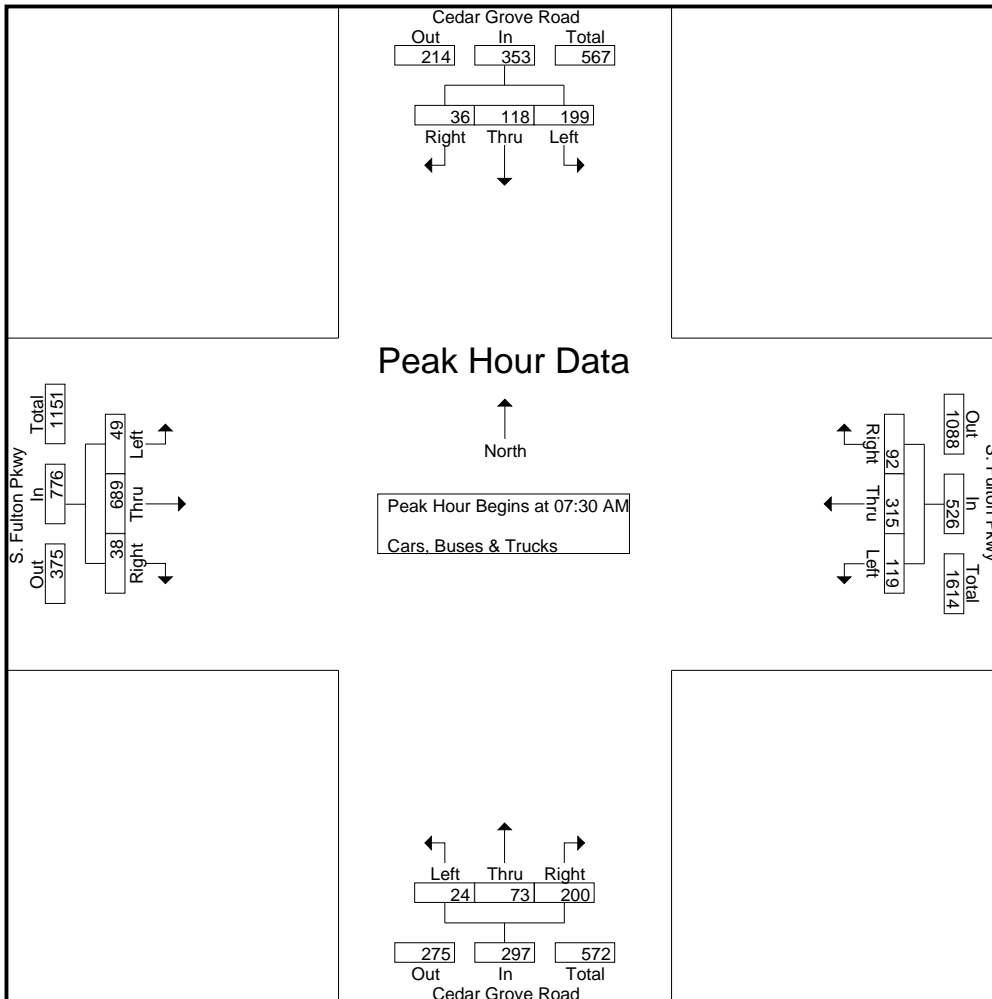 Cedar Grove Road
Out In Total
214 353 567
36 118 199
Right Thru Left
Peak Hour Data
North
Peak Hour Begins at 07:30 AM
Cars, Buses & Trucks
S. Fulton Pkwy
Out In Total
375 776 1151
Right Thru Left
38 689 49
S. Fulton Pkwy
Out In Total
1088 526 1614
Right Thru Left
92 315 119
Left Thru Right
24 73 200
275 297 572
Out In Total
Cedar Grove Road